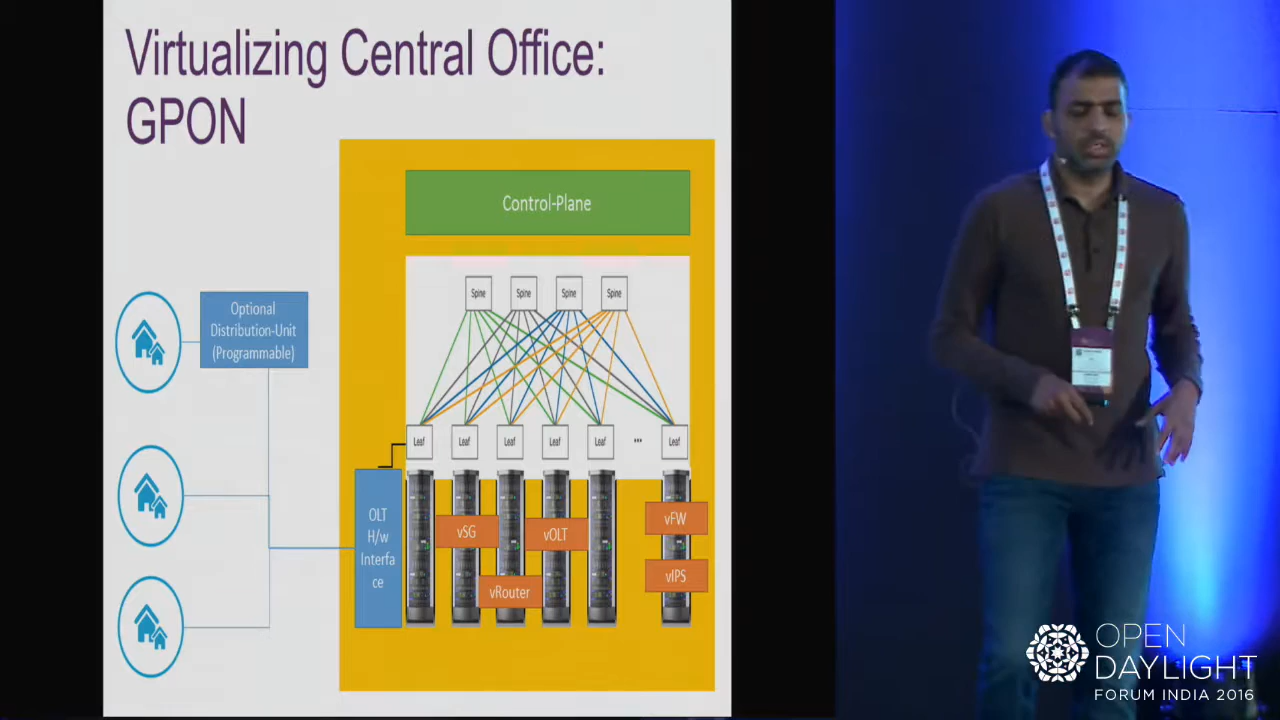 Virtualizing Central Office:
GPON
Control-Plane
Spine
Spine
Spine
Spine
Optional
Distribution-Unit
(Programmable)
Leaf
Leaf
Leaf
Leaf
Leaf
...
Leaf
OLT
H/w
Interfa
ce
vSG
vOLT
vFW
vRouter
vIPS
OPEN
DAYLIGHT
FORUM INDIA 2016